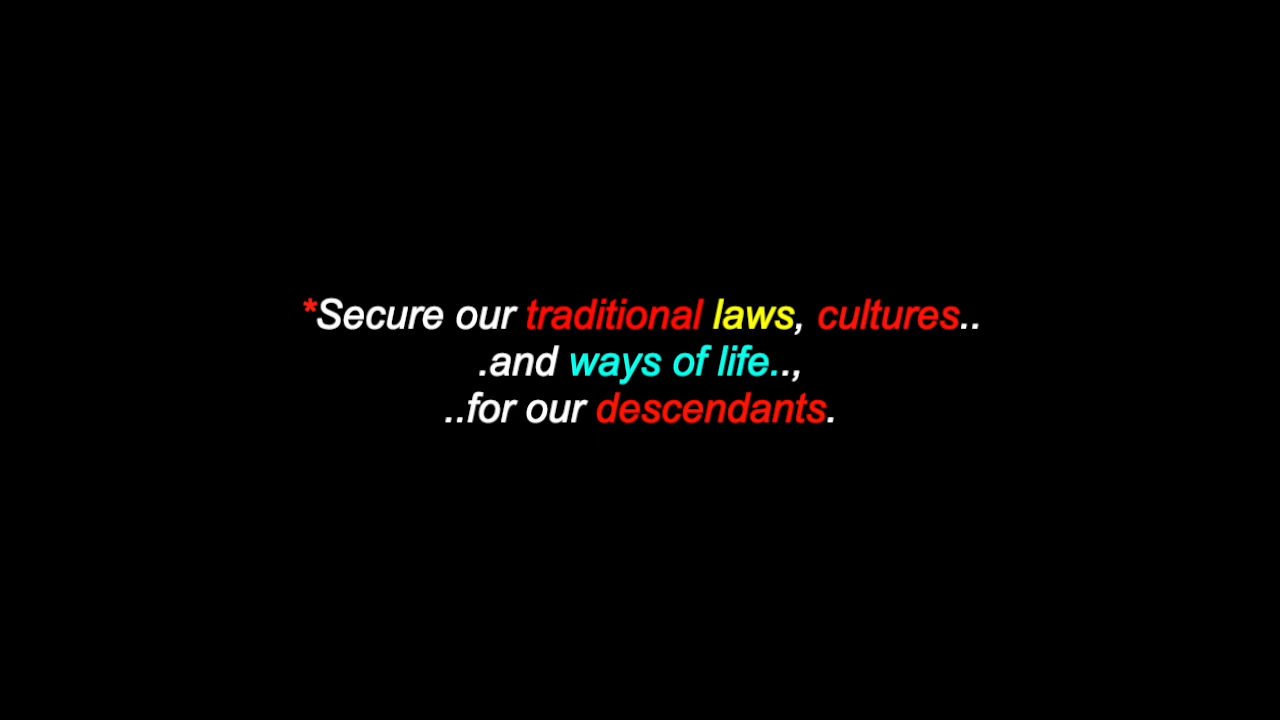 *Secure our traditional laws, cultures..
.and ways of life..,
..for our descendants.